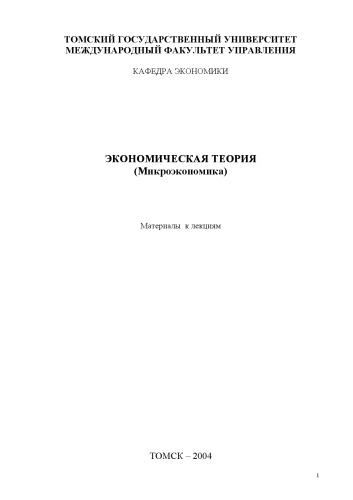 ТОМСКИЙ ГОСУДАРСТВЕННЫЙ УНИВЕРСИТЕТ
МЕЖДУНАРОДНЫЙ ФАКУЛЬТЕТ УПРАВЛЕНИЯ
КАФЕДРА ЭКОНОМИКИ
ЭКОНОМИЧЕСКАЯ ТЕОРИЯ
(Микроэкономика)
Материалы к лекциям
ТОМСК – 2004
1